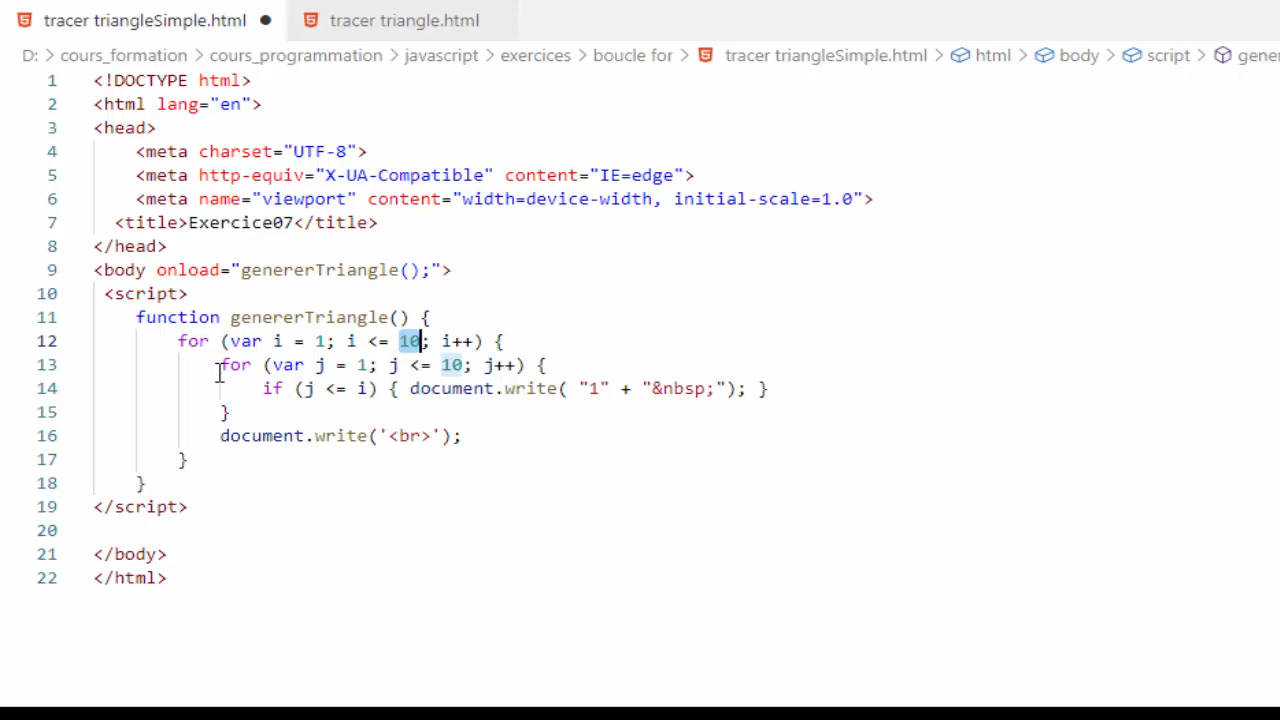 tracer triangleSimple.html ● tracer triangle.html
D: > cours_formation > cours_programmation > javascript > exercices > boucle for > tracer triangleSimple.html > html > body > script > gener
1 <!DOCTYPE html>
2 <html lang="en">
3 <head>
4 <meta charset="UTF-8">
5 <meta http-equiv="X-UA-Compatible" content="IE=edge">
6 <meta name="viewport" content="width=device-width, initial-scale=1.0">
7 <title>Exercice07</title>
8 </head>
9 <body onload="genererTriangle();">
10 <script>
11 function genererTriangle() {
12 for (var i = 1; i <= 10; i++) {
13 for (var j = 1; j <= 10; j++) {
14 if (j <= i) { document.write( "1" + "&nbsp;"); }
15 }
16 document.write('<br>');
17 }
18 }
19 </script>
20
21 </body>
22 </html>